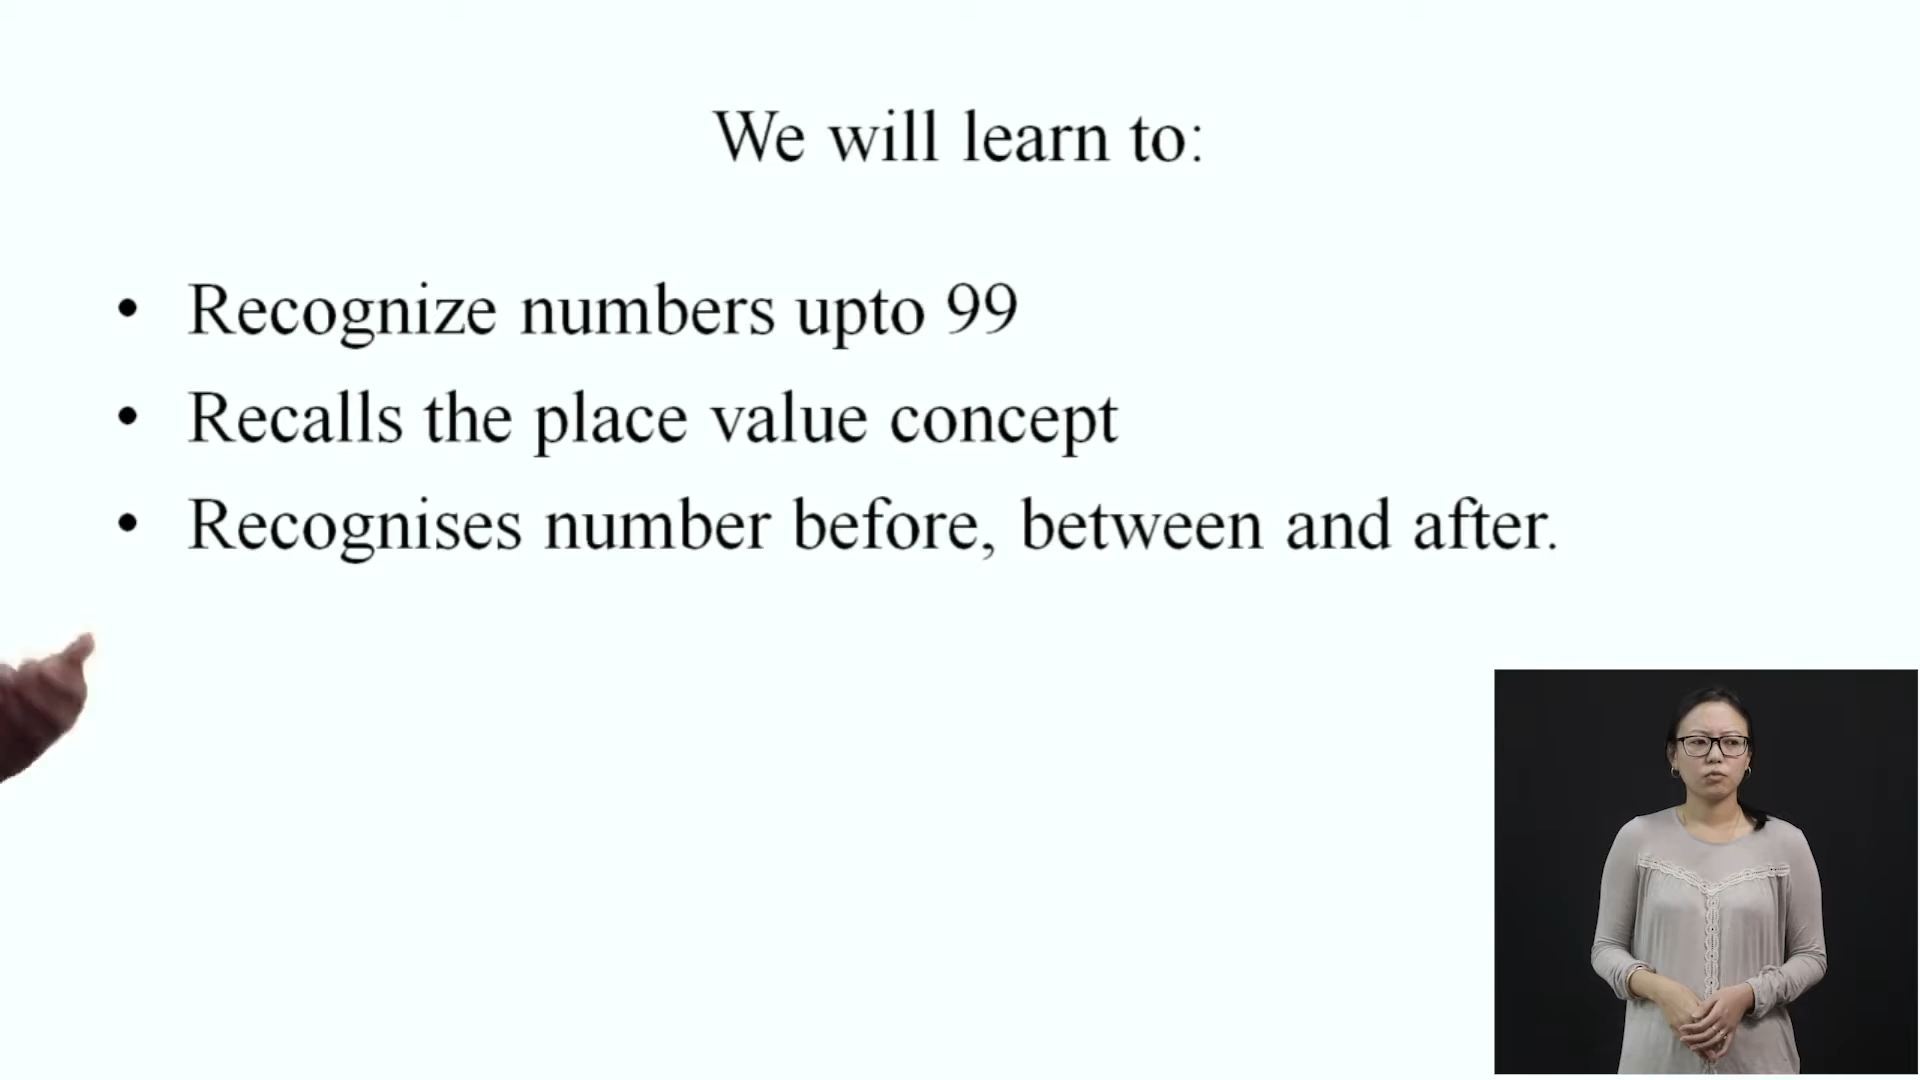 We will learn to:
• Recognize numbers upto 99
• Recalls the place value concept
• Recognises number before, between and after.